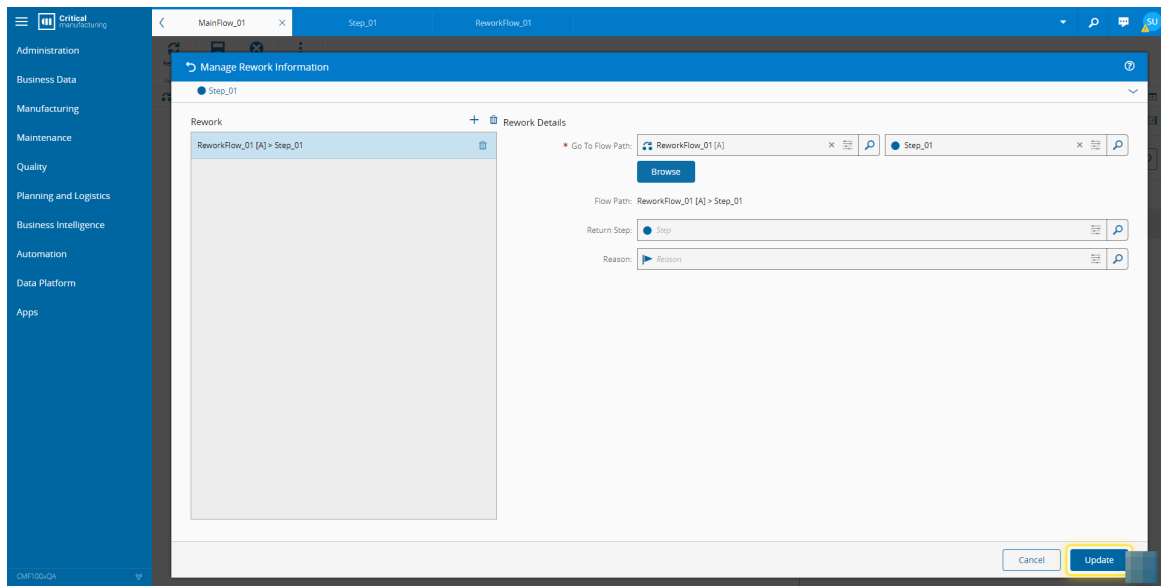 Critical
manufacturing
MainFlow_01
Step_01
ReworkFlow_01
SU
Administration
Business Data
Manufacturing
Maintenance
Quality
Planning and Logistics
Business Intelligence
Automation
Data Platform
Apps
CMF100xQA
Manage Rework Information
Step_01
Rework
ReworkFlow_01 [A] > Step_01
Rework Details
* Go To Flow Path: ReworkFlow_01 [A] Step_01
Browse
Flow Path: ReworkFlow_01 [A] > Step_01
Return Step: Step
Reason: Reason
Cancel
Update